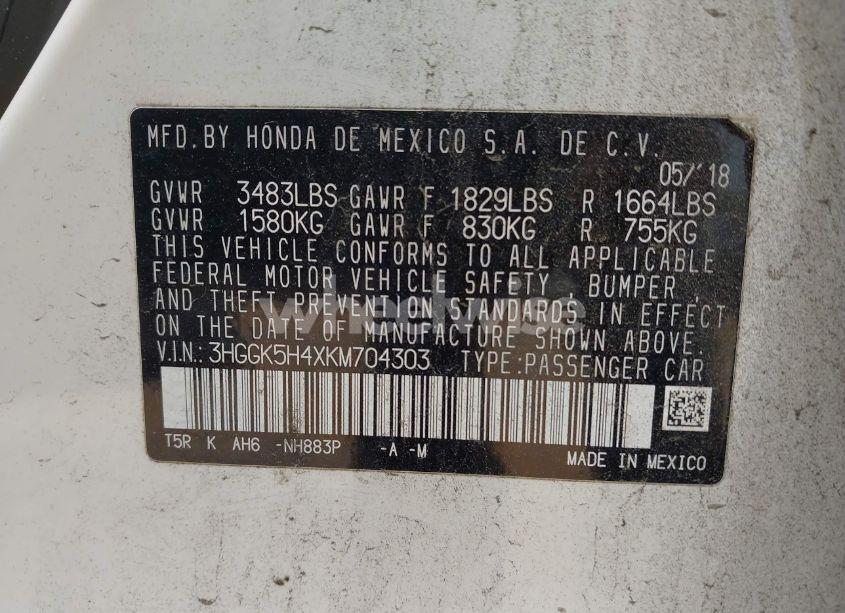 MFD. BY HONDA DE MEXICO S.A. DE C.V.
05/'18
GVWR 3483LBS GAWR F 1829LBS R 1664LBS
GVWR 1580KG GAWR F 830KG R 755KG
THIS VEHICLE CONFORMS TO ALL APPLICABLE
FEDERAL MOTOR VEHICLE SAFETY, BUMPER,
AND THEFT PREVENTION STANDARDS IN EFFECT
ON THE DATE OF MANUFACTURE SHOWN ABOVE.
V.I.N.: 3HGGK5H4XKM704303 TYPE: PASSENGER CAR
T5R K AH6 -NH883P -A -M
MADE IN MEXICO